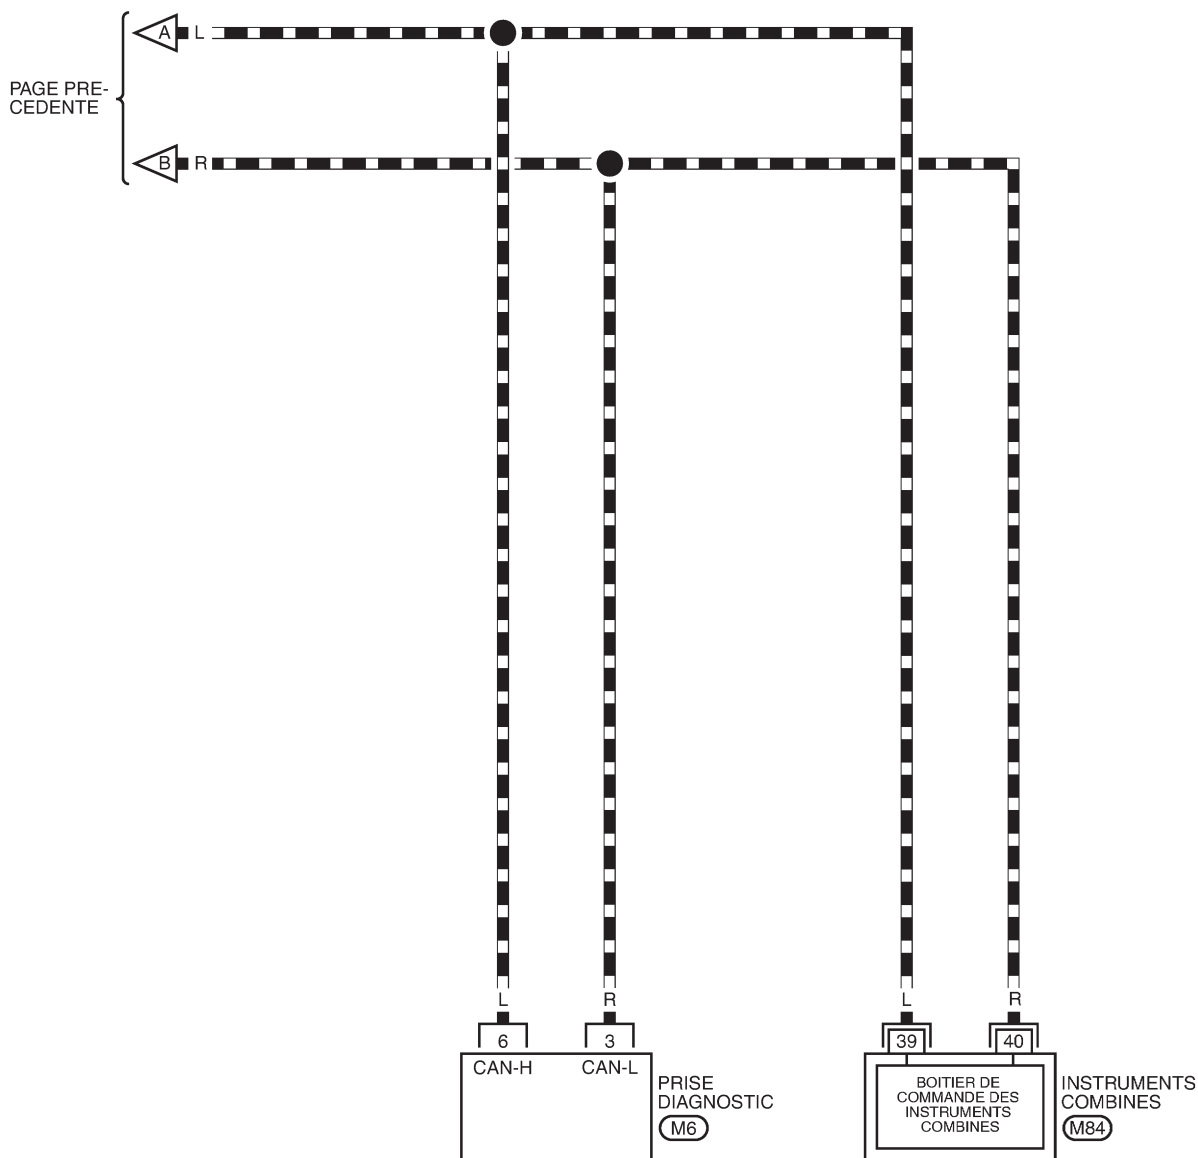 A L
PAGE PRE-
CEDENTE
B R
L R L R
6 3 39 40
CAN-H CAN-L
PRISE
DIAGNOSTIC
M6
BOITIER DE
COMMANDE DES
INSTRUMENTS
COMBINES
INSTRUMENTS
COMBINES
M84